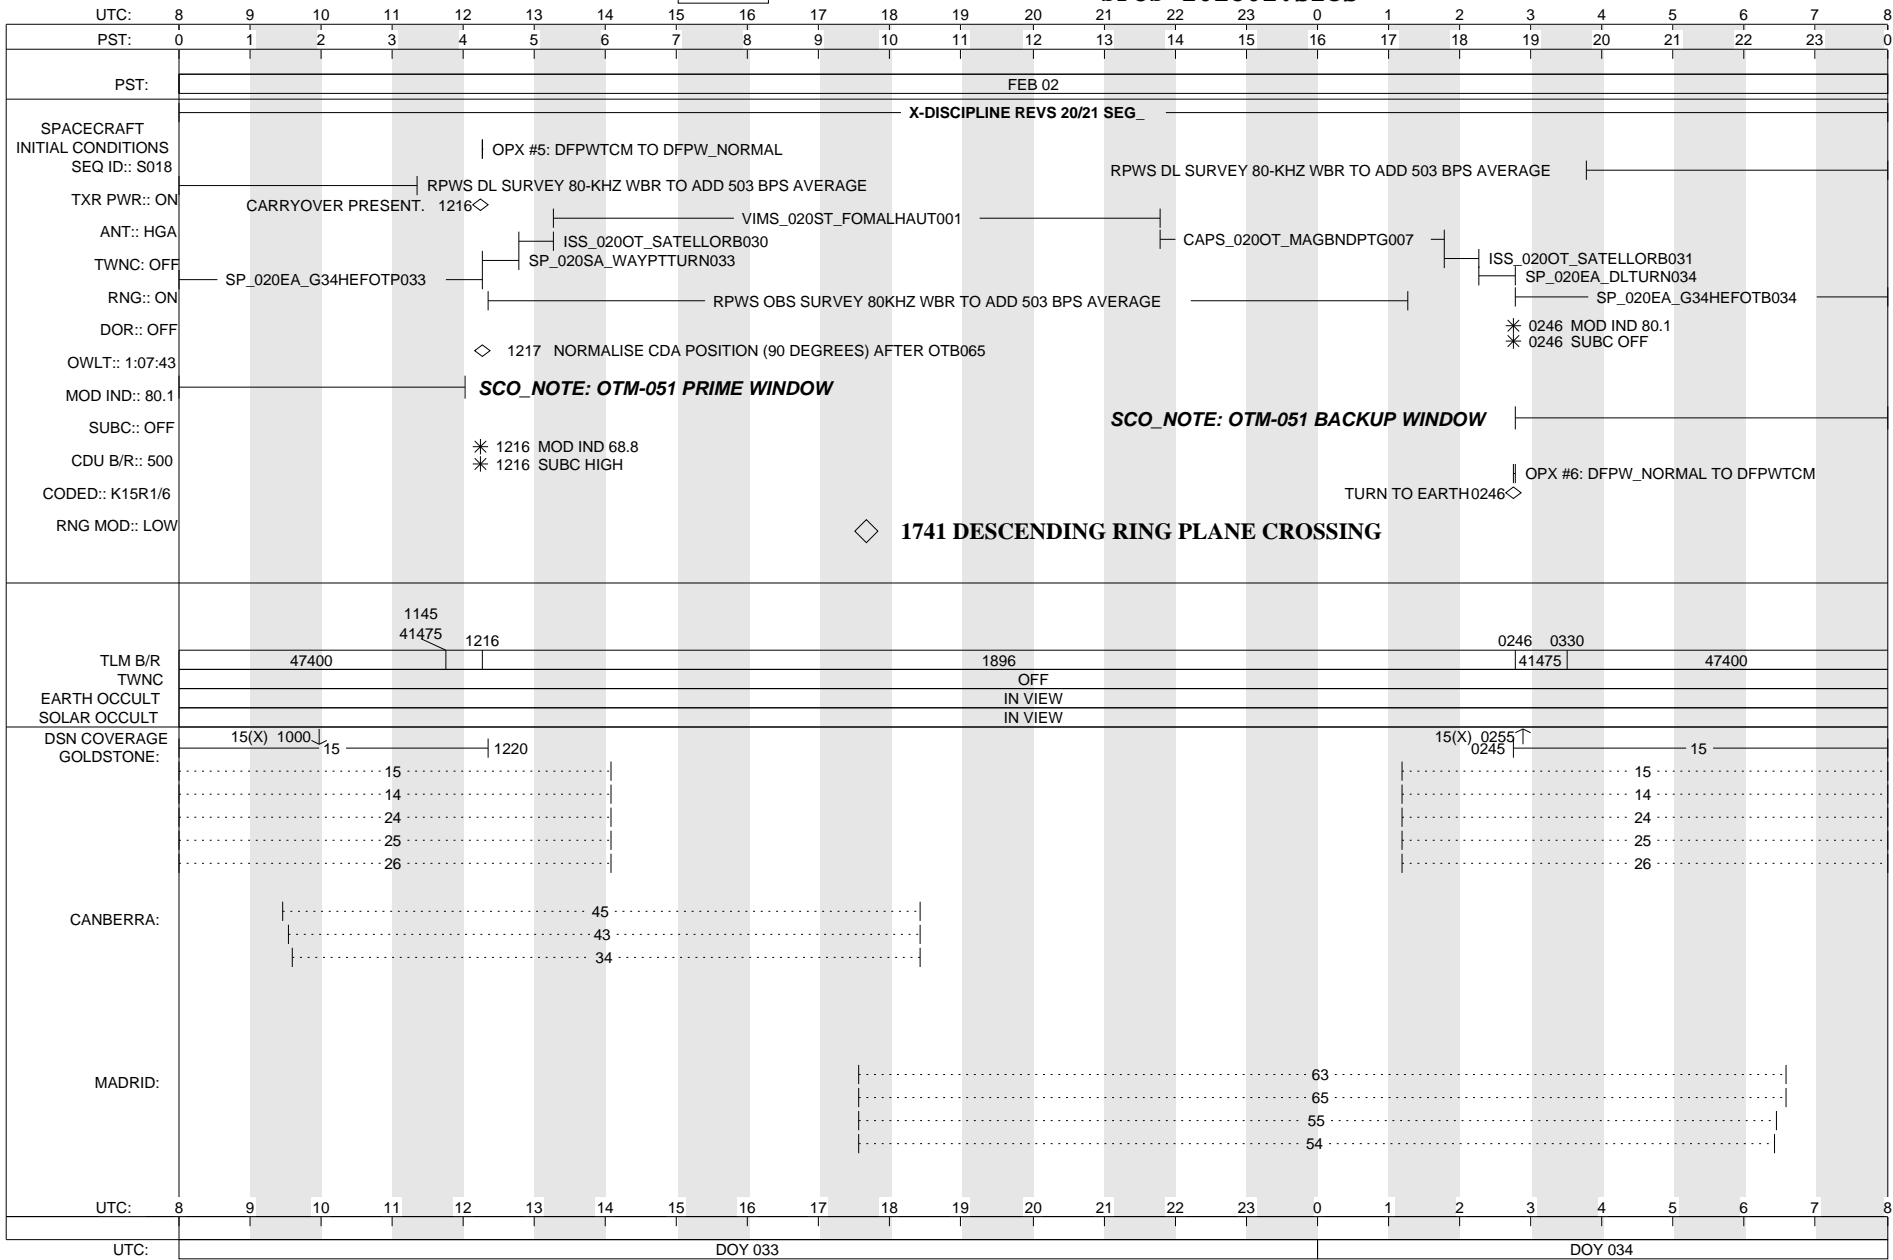 UTC: 8 9 10 11 12 13 14 15 16 17 18 19 20 21 22 23 0 1 2 3 4 5 6 7 8
PST: 0 1 2 3 4 5 6 7 8 9 10 11 12 13 14 15 16 17 18 19 20 21 22 23 0
PST: FEB 02
X-DISCIPLINE REVS 20/21 SEG_
SPACECRAFT
INITIAL CONDITIONS
SEQ ID:: S018
TXR PWR:: ON
ANT:: HGA
TWNC: OFF
RNG:: ON
DOR:: OFF
OWLT:: 1:07:43
MOD IND:: 80.1
SUBC:: OFF
CDU B/R:: 500
CODED:: K15R1/6
RNG MOD:: LOW
OPX #5: DFPWTCM TO DFPW_NORMAL
RPWS DL SURVEY 80-KHZ WBR TO ADD 503 BPS AVERAGE
RPWS DL SURVEY 80-KHZ WBR TO ADD 503 BPS AVERAGE
CARRYOVER PRESENT. 1216
VIMS_020ST_FOMALHAUT001
ISS_020OT_SATELLORB030
CAPS_020OT_MAGBNDPTG007
SP_020SA_WAYPTTURN033
ISS_020OT_SATELLORB031
SP_020EA_G34HEFOTP033
SP_020EA_DLTURN034
RPWS OBS SURVEY 80KHZ WBR TO ADD 503 BPS AVERAGE
SP_020EA_G34HEFOTB034
0246 MOD IND 80.1
0246 SUBC OFF
1217 NORMALISE CDA POSITION (90 DEGREES) AFTER OTB065
SCO_NOTE: OTM-051 PRIME WINDOW
SCO_NOTE: OTM-051 BACKUP WINDOW
1216 MOD IND 68.8
1216 SUBC HIGH
OPX #6: DFPW_NORMAL TO DFPWTCM
TURN TO EARTH 0246
1741 DESCENDING RING PLANE CROSSING
1145
41475 1216 0246 0330
TLM B/R 47400 1896 41475 47400
TWNC OFF
EARTH OCCULT IN VIEW
SOLAR OCCULT IN VIEW
DSN COVERAGE
GOLDSTONE:
15(X) 1000 15(X) 0255
15 1220 0245 15
15 15
14 14
24 24
25 25
26 26
CANBERRA:
45
43
34
MADRID:
63
65
55
54
UTC: 8 9 10 11 12 13 14 15 16 17 18 19 20 21 22 23 0 1 2 3 4 5 6 7 8
UTC: DOY 033 DOY 034